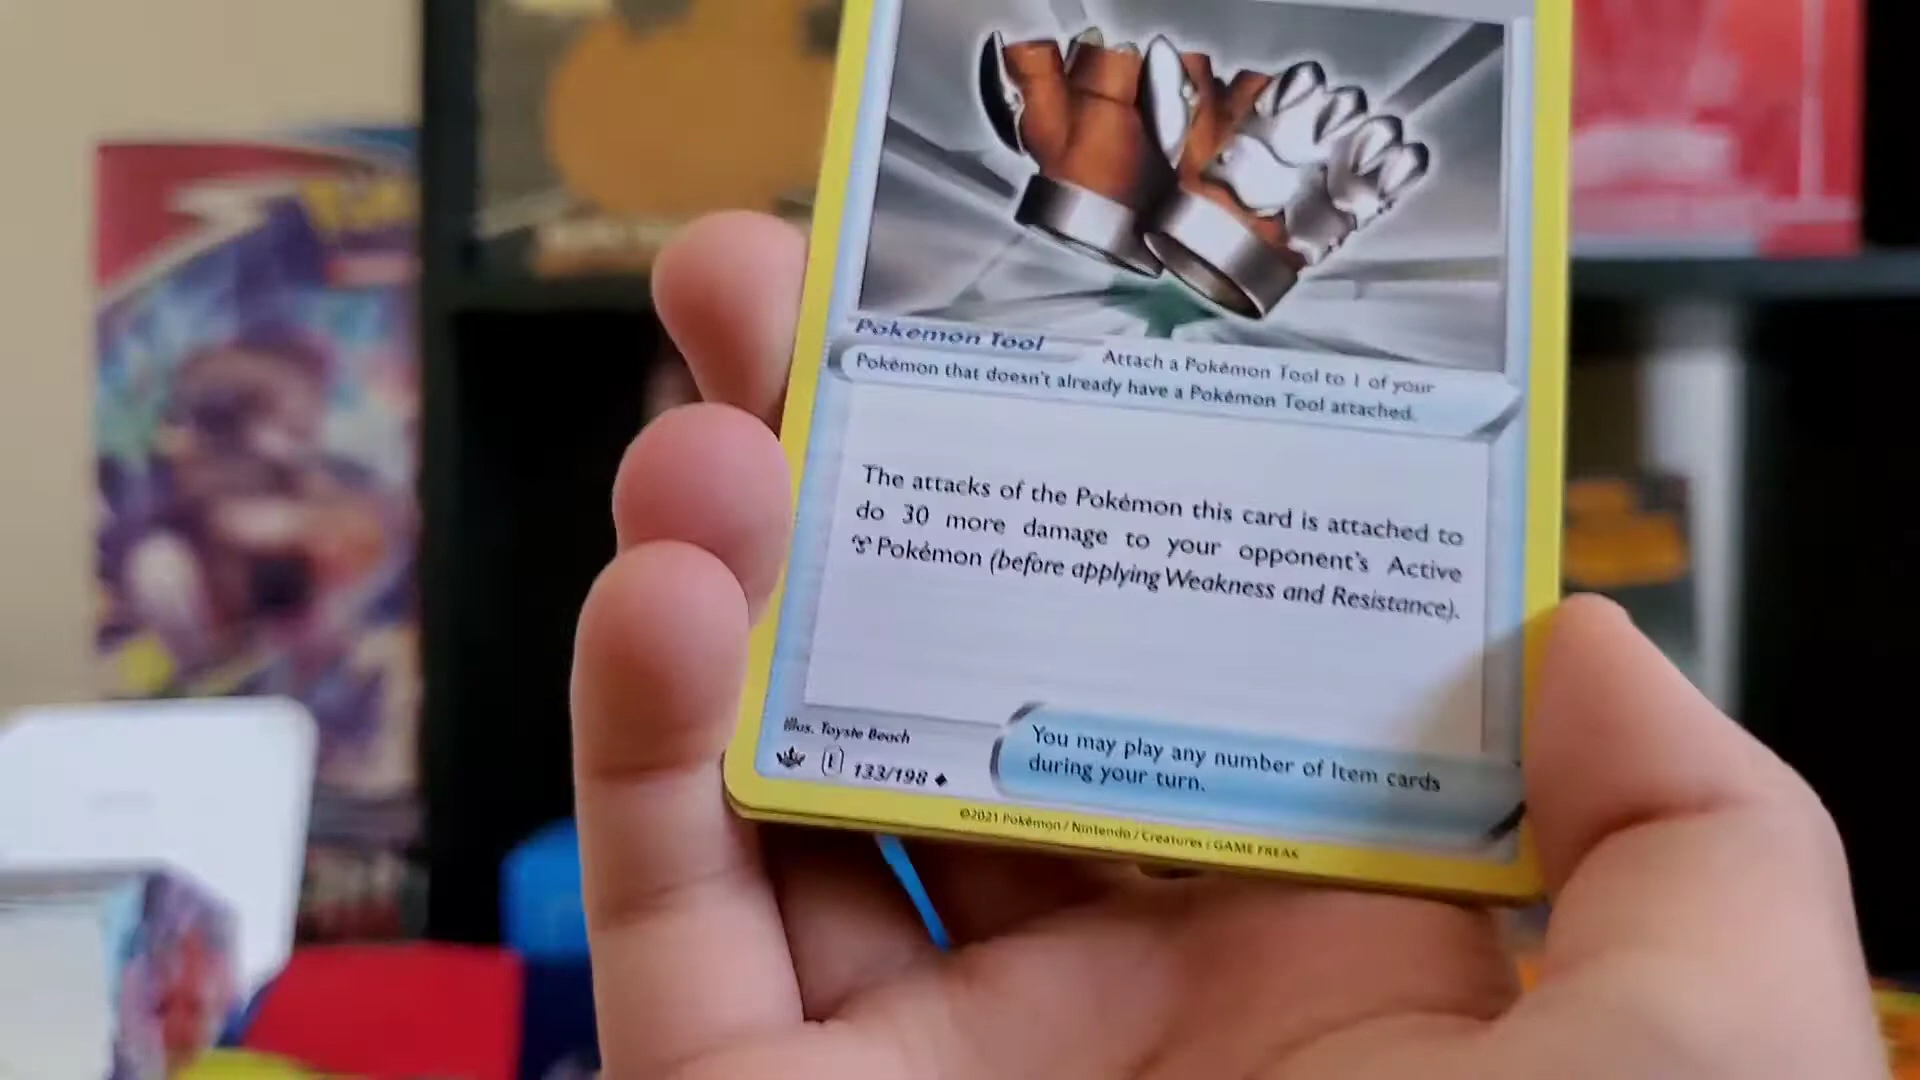 Pokémon Tool
Attach a Pokémon Tool to 1 of your
Pokémon that doesn't already have a Pokémon Tool attached.
The attacks of the Pokémon this card is attached to
do 30 more damage to your opponent's Active
Pokémon (before applying Weakness and Resistance).
Illus. Toyste Beach
E 133/198
You may play any number of Item cards
during your turn.
©2021 Pokémon / Nintendo / Creatures / GAME FREAK